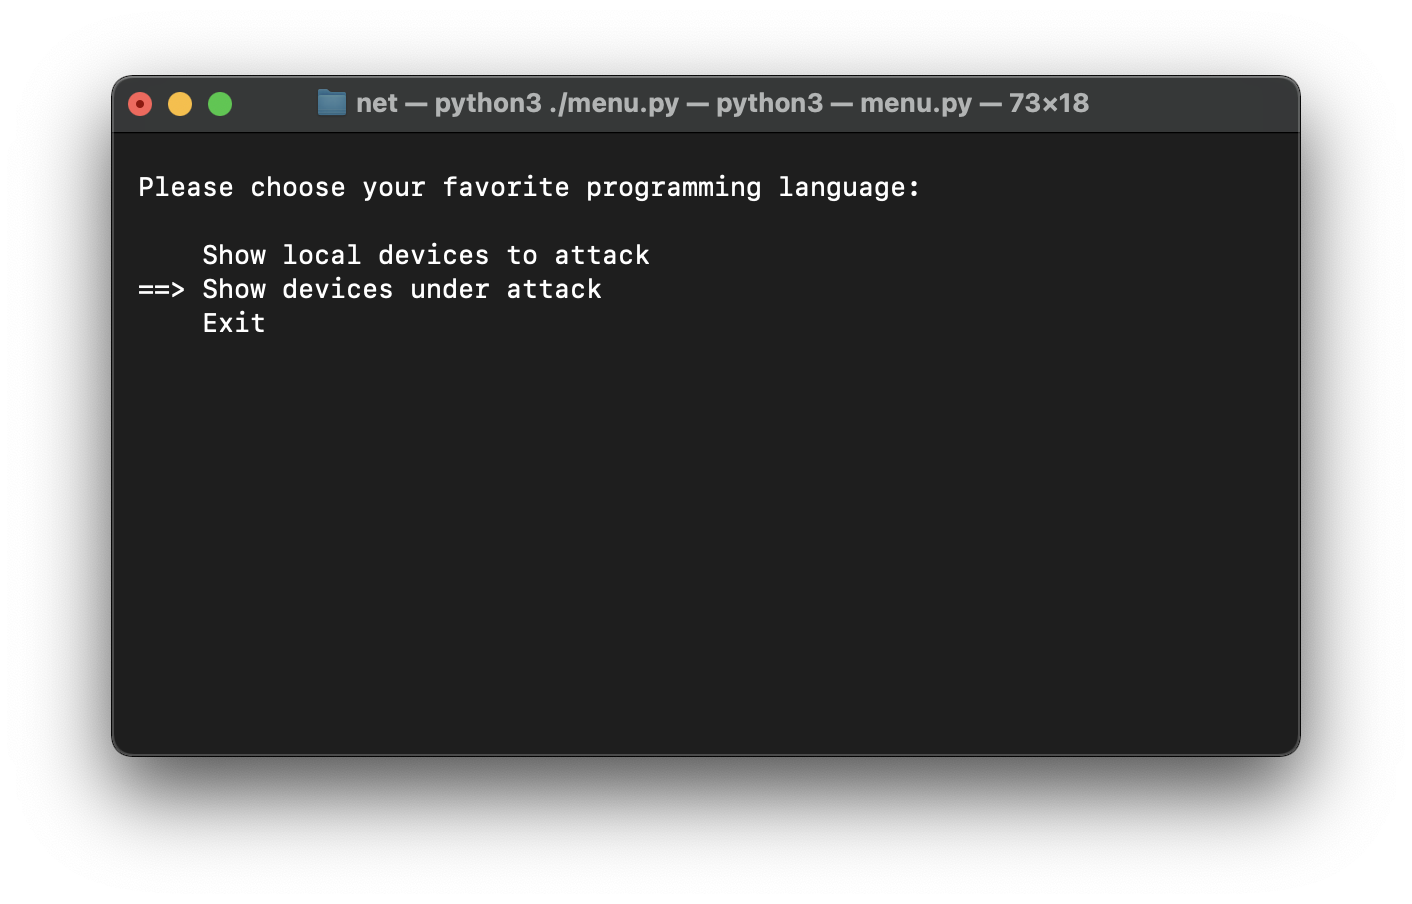 net — python3 ./menu.py — python3 — menu.py — 73×18
Please choose your favorite programming language:
Show local devices to attack
==> Show devices under attack
Exit